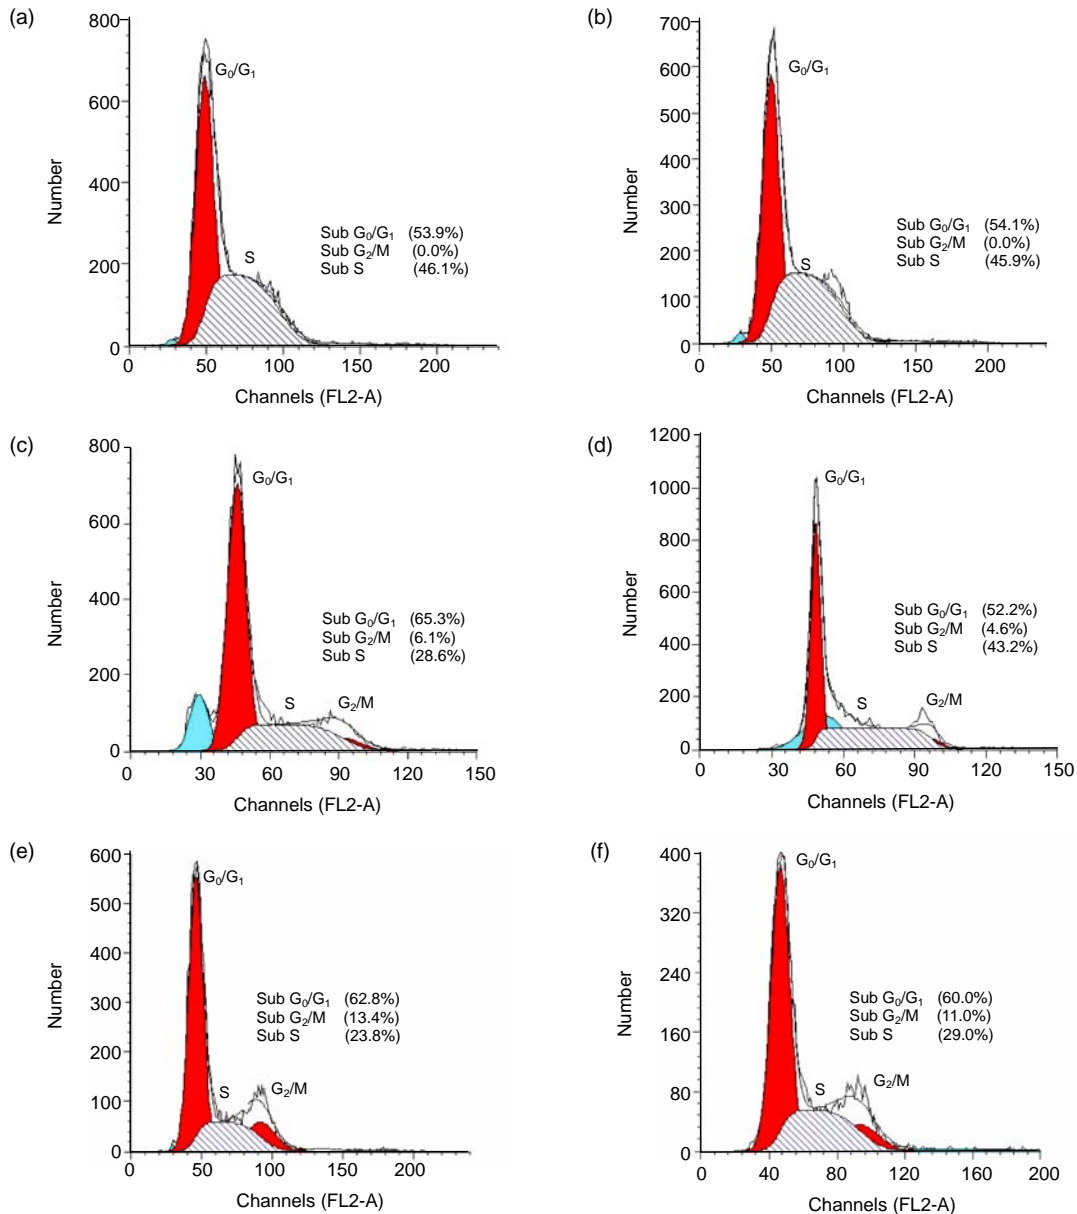 (a)
800
600
400
200
0
Number
G₀/G₁
S
Sub G₀/G₁ (53.9%)
Sub G₂/M (0.0%)
Sub S (46.1%)
0 50 100 150 200
Channels (FL2-A)
(b)
700
600
500
400
300
200
100
0
Number
G₀/G₁
S
Sub G₀/G₁ (54.1%)
Sub G₂/M (0.0%)
Sub S (45.9%)
0 50 100 150 200
Channels (FL2-A)
(c)
800
600
400
200
0
Number
G₀/G₁
S
G₂/M
Sub G₀/G₁ (65.3%)
Sub G₂/M (6.1%)
Sub S (28.6%)
0 30 60 90 120 150
Channels (FL2-A)
(d)
1200
1000
800
600
400
200
0
Number
G₀/G₁
S
G₂/M
Sub G₀/G₁ (52.2%)
Sub G₂/M (4.6%)
Sub S (43.2%)
0 30 60 90 120 150
Channels (FL2-A)
(e)
600
500
400
300
200
100
0
Number
G₀/G₁
S
G₂/M
Sub G₀/G₁ (62.8%)
Sub G₂/M (13.4%)
Sub S (23.8%)
0 50 100 150 200
Channels (FL2-A)
(f)
400
320
240
160
80
0
Number
G₀/G₁
S
G₂/M
Sub G₀/G₁ (60.0%)
Sub G₂/M (11.0%)
Sub S (29.0%)
0 40 80 120 160 200
Channels (FL2-A)